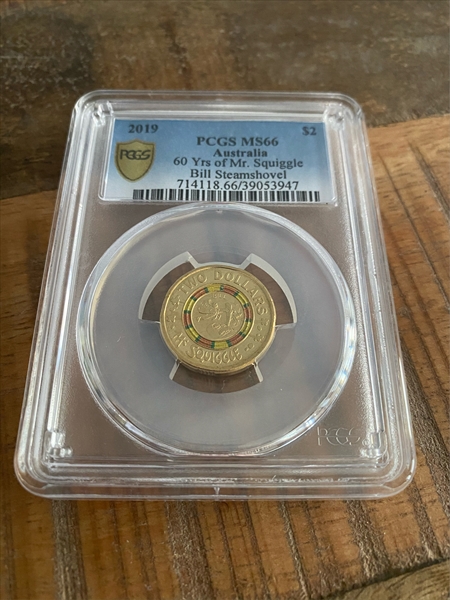 2019 $2
PCGS MS66
PCGS Australia
60 Yrs of Mr. Squiggle
Bill Steamshovel
714118.66/39053947
TWO DOLLARS
MR SQUIGGLE
PCGS